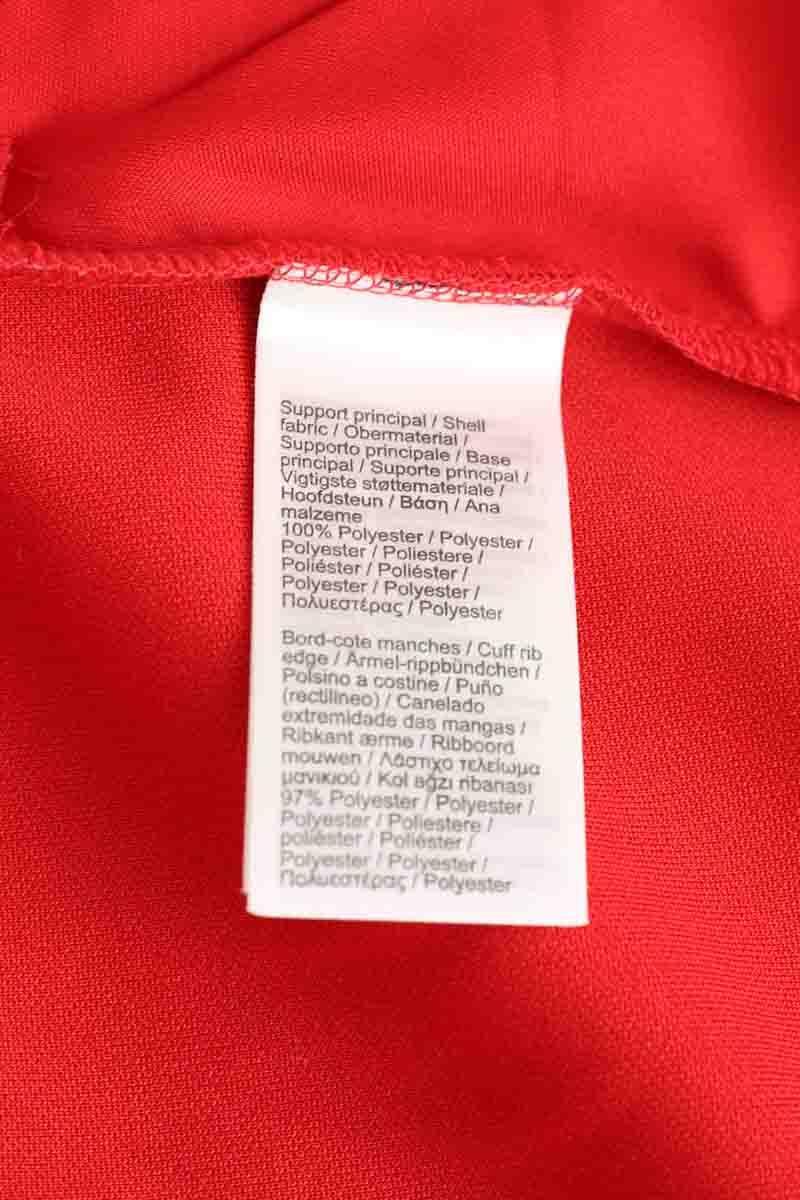 Support principal / Shell
fabric / Obermaterial /
Supporto principale / Base
principal / Suporte principal /
Vigtigste støttemateriale /
Hoofdsteun / Βάση / Ana
malzeme
100% Polyester / Polyester /
Polyester / Poliestere /
Poliéster / Poliéster /
Polyester / Polyester /
Πολυεστέρας / Polyester
Bord-cote manches / Cuff rib
edge / Ärmel-rippbündchen /
Polsino a costine / Puño
(rectilineo) / Canelado
extremidade das mangas /
Ribkant ærme / Ribboord
mouwen / Λάστιχο τελείωμα
μανικιού / Kol ağzı ribanası
97% Polyester / Polyester /
Polyester / Poliestere /
poliéster / Poliéster /
Polyester / Polyester /
Πολυεστέρας / Polyester